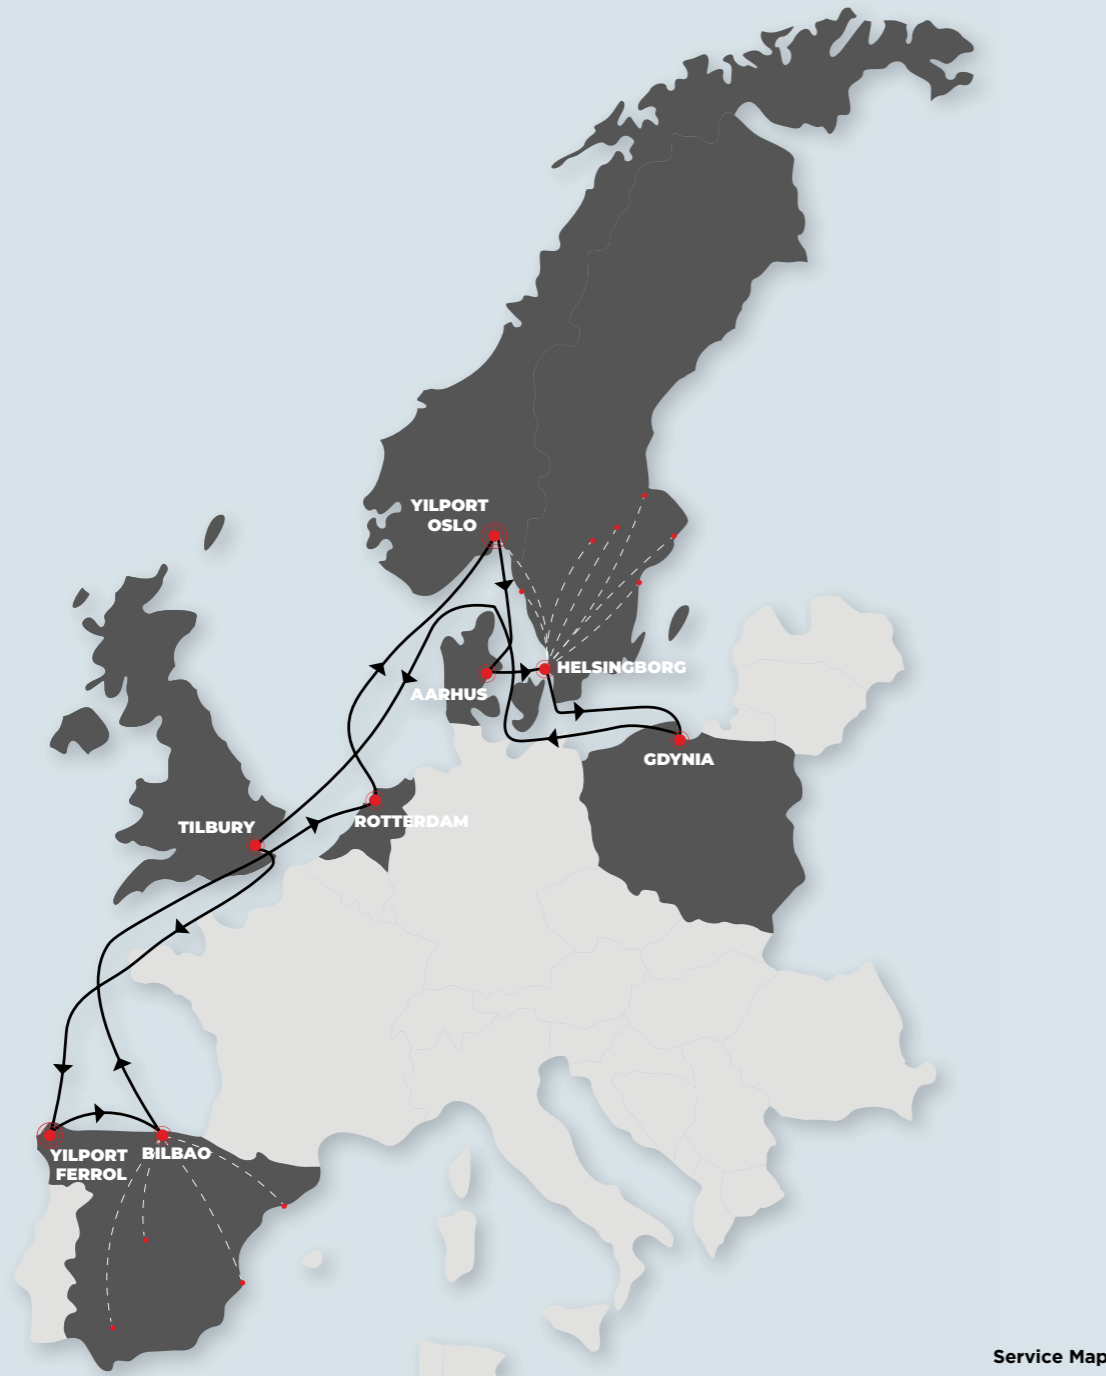 YILPORT
OSLO
HELSINGBORG
AARHUS
GDYNIA
ROTTERDAM
TILBURY
YILPORT
FERROL
BILBAO
Service Map